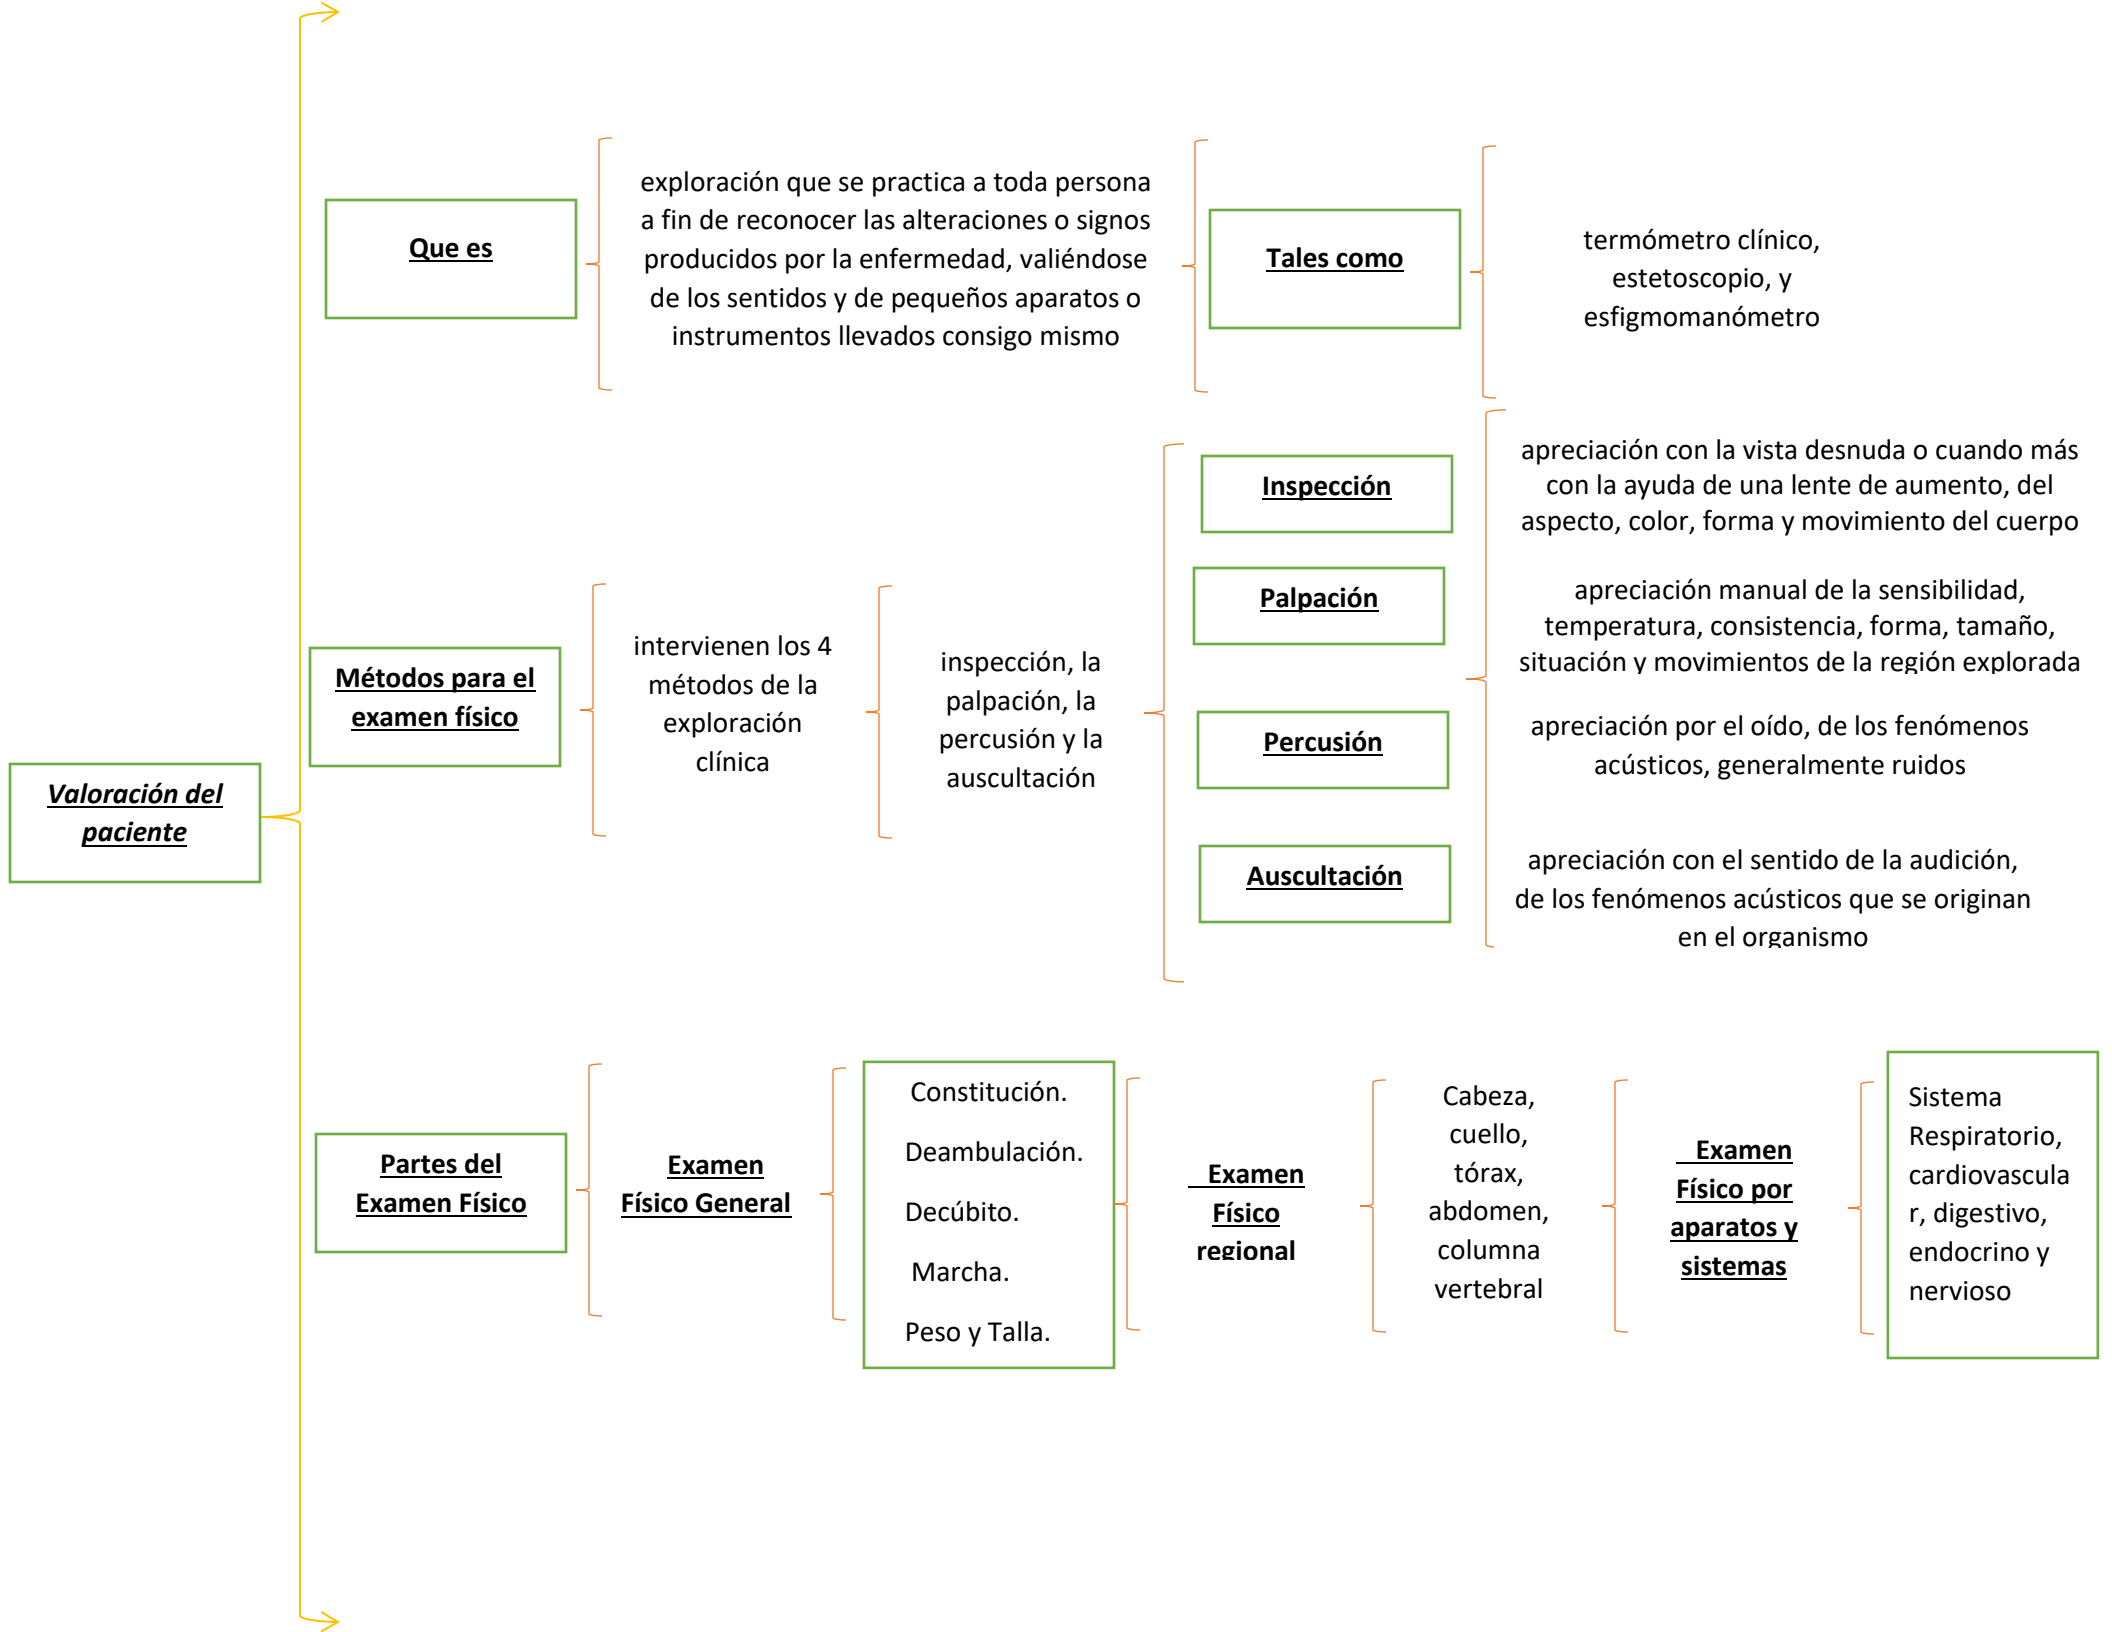 Valoración del
paciente
Que es
exploración que se practica a toda persona
a fin de reconocer las alteraciones o signos
producidos por la enfermedad, valiéndose
de los sentidos y de pequeños aparatos o
instrumentos llevados consigo mismo
Tales como
termómetro clínico,
estetoscopio, y
esfigmomanómetro
Métodos para el
examen físico
intervienen los 4
métodos de la
exploración
clínica
inspección, la
palpación, la
percusión y la
auscultación
Inspección
apreciación con la vista desnuda o cuando más
con la ayuda de una lente de aumento, del
aspecto, color, forma y movimiento del cuerpo
Palpación
apreciación manual de la sensibilidad,
temperatura, consistencia, forma, tamaño,
situación y movimientos de la región explorada
Percusión
apreciación por el oído, de los fenómenos
acústicos, generalmente ruidos
Auscultación
apreciación con el sentido de la audición,
de los fenómenos acústicos que se originan
en el organismo
Partes del
Examen Físico
Examen
Físico General
Constitución.
Deambulación.
Decúbito.
Marcha.
Peso y Talla.
Examen
Físico
regional
Cabeza,
cuello,
tórax,
abdomen,
columna
vertebral
Examen
Físico por
aparatos y
sistemas
Sistema
Respiratorio,
cardiovascula
r, digestivo,
endocrino y
nervioso